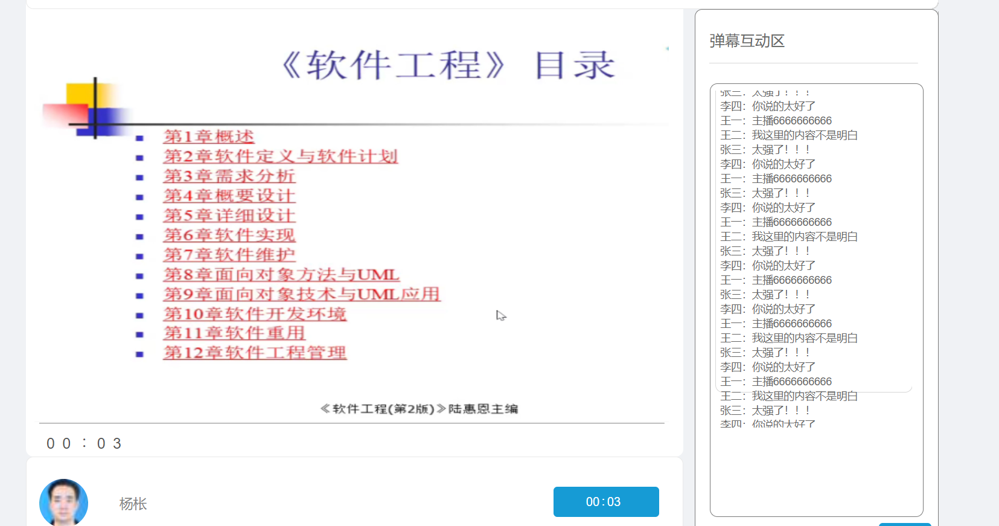 《软件工程》目录
第1章概述
第2章软件定义与软件计划
第3章需求分析
第4章概要设计
第5章详细设计
第6章软件实现
第7章软件维护
第8章面向对象方法与UML
第9章面向对象技术与UML应用
第10章软件开发环境
第11章软件重用
第12章软件工程管理
《软件工程(第2版)》陆惠恩主编
00：03
杨枨
00:03
弹幕互动区
张三：太强了！！！
李四：你说的太好了
王一：主播6666666666
王二：我这里的内容不是明白
张三：太强了！！！
李四：你说的太好了
王一：主播6666666666
张三：太强了！！！
李四：你说的太好了
王一：主播6666666666
王二：我这里的内容不是明白
张三：太强了！！！
李四：你说的太好了
王一：主播6666666666
张三：太强了！！！
李四：你说的太好了
王一：主播6666666666
王二：我这里的内容不是明白
张三：太强了！！！
李四：你说的太好了
王一：主播6666666666
王二：我这里的内容不是明白
张三：太强了！！！
李四：你说的太好了